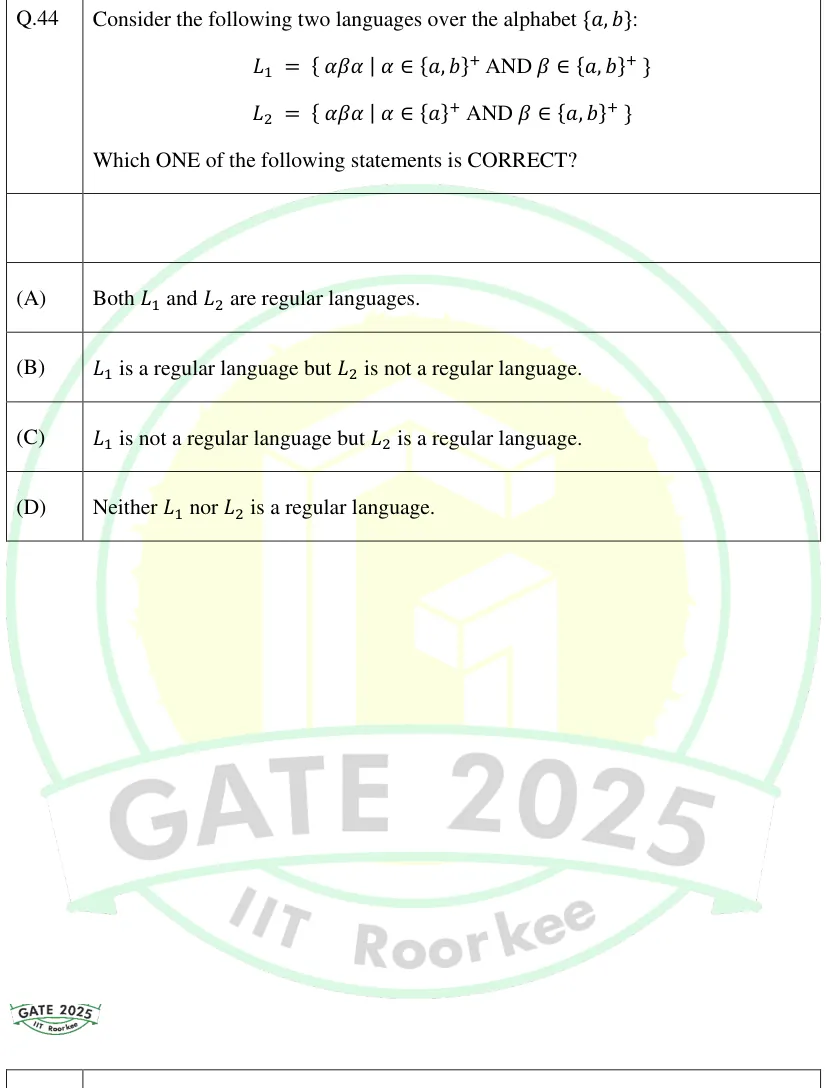 Q.44 Consider the following two languages over the alphabet {𝑎, 𝑏}:
𝐿₁ = { 𝛼𝛽𝛼 | 𝛼 ∈ {𝑎, 𝑏}⁺ AND 𝛽 ∈ {𝑎, 𝑏}⁺ }
𝐿₂ = { 𝛼𝛽𝛼 | 𝛼 ∈ {𝑎}⁺ AND 𝛽 ∈ {𝑎, 𝑏}⁺ }
Which ONE of the following statements is CORRECT?
(A) Both 𝐿₁ and 𝐿₂ are regular languages.
(B) 𝐿₁ is a regular language but 𝐿₂ is not a regular language.
(C) 𝐿₁ is not a regular language but 𝐿₂ is a regular language.
(D) Neither 𝐿₁ nor 𝐿₂ is a regular language.
GATE 2025
IIT Roorkee
GATE 2025
IIT Roorkee